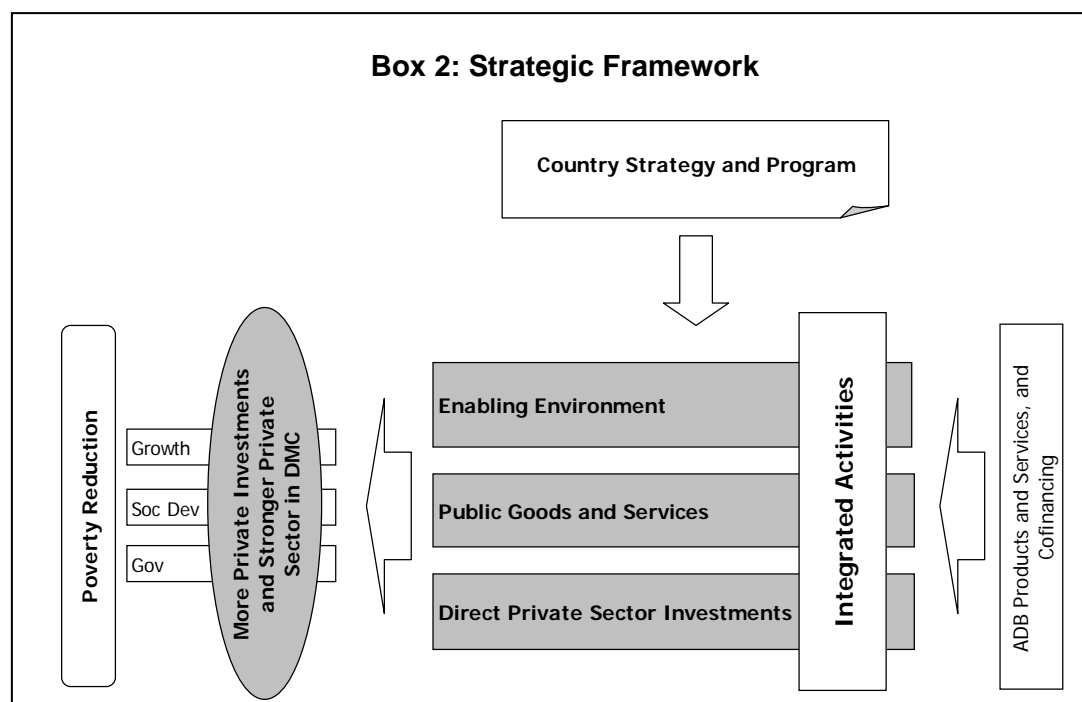 Box 2: Strategic Framework
Country Strategy and Program
Poverty Reduction
Growth
Soc Dev
Gov
More Private Investments
and Stronger Private
Sector in DMC
Enabling Environment
Public Goods and Services
Direct Private Sector Investments
Integrated Activities
ADB Products and Services, and
Cofinancing